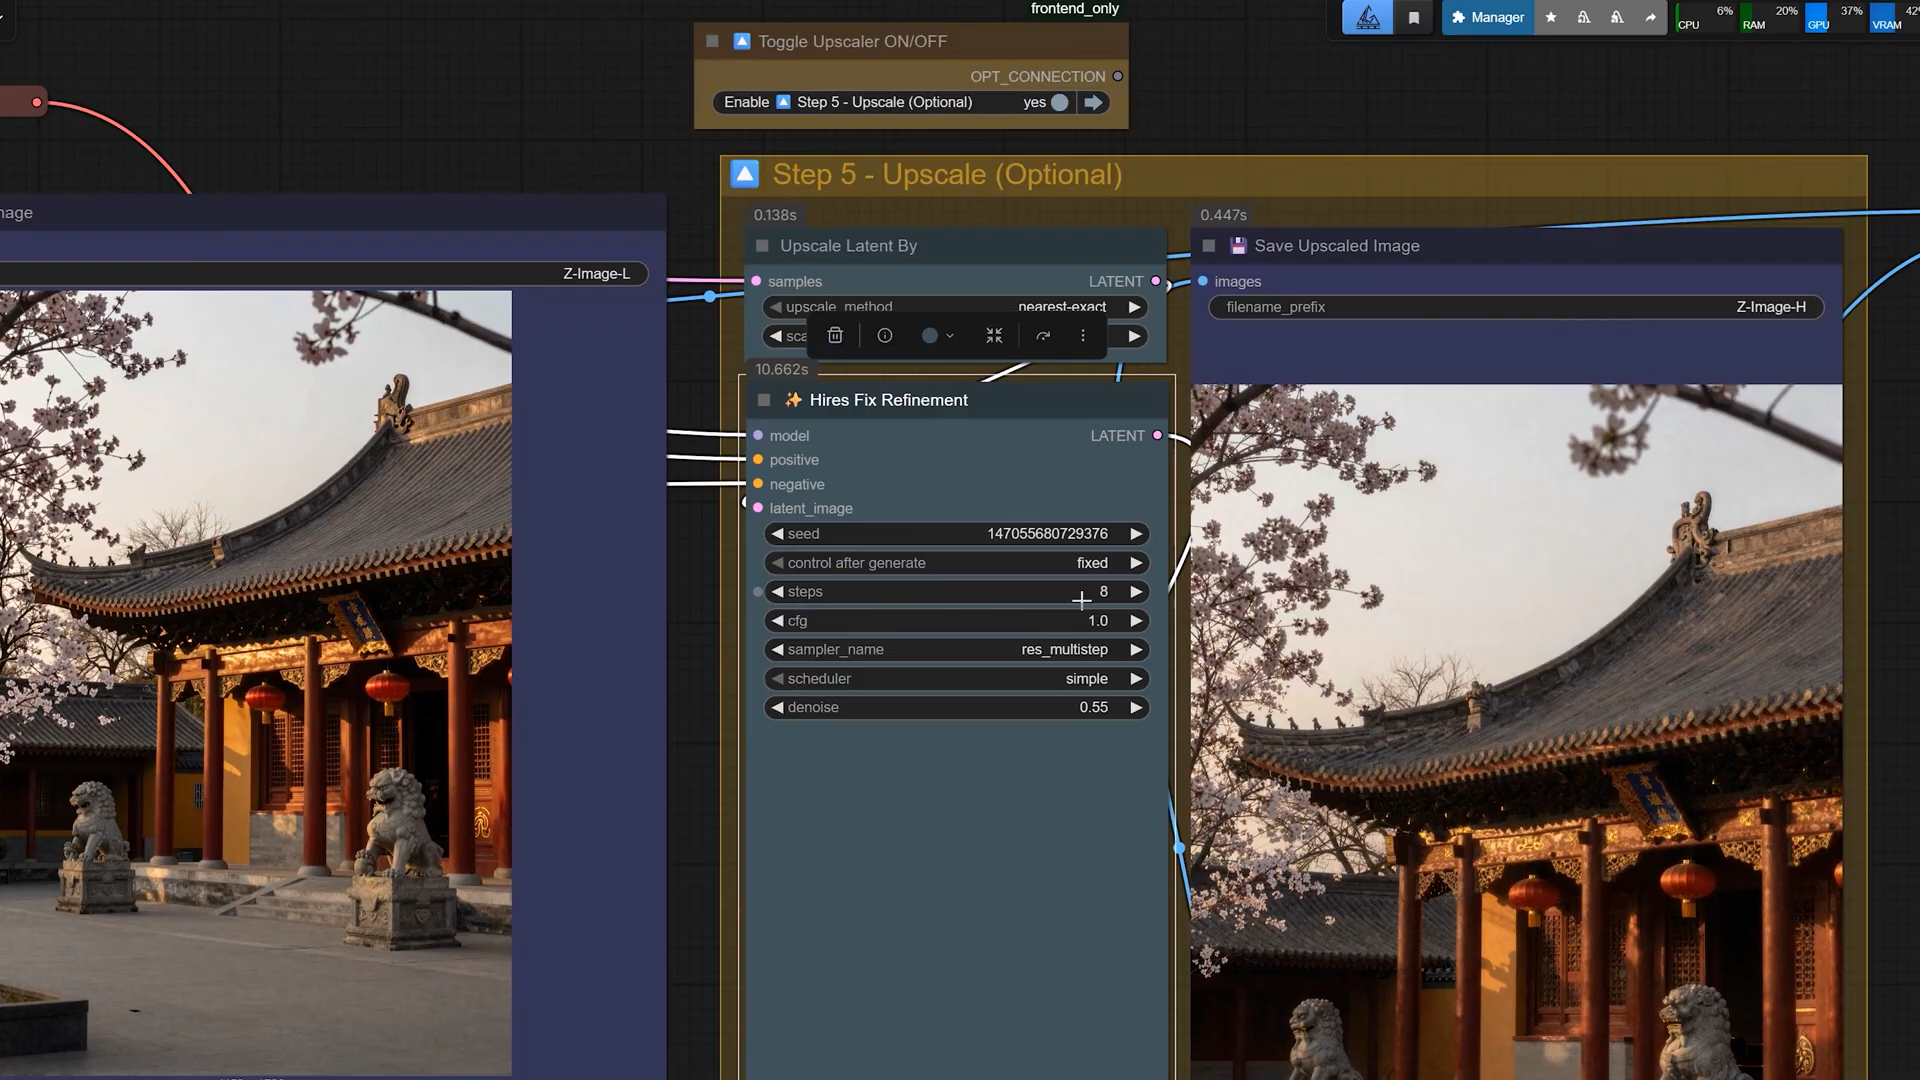 frontend_only
Manager
CPU 6%
RAM 20%
GPU 37%
VRAM 42%
Toggle Upscaler ON/OFF
OPT_CONNECTION
Enable Step 5 - Upscale (Optional) yes
Step 5 - Upscale (Optional)
mage
Z-Image-L
0.138s
Upscale Latent By
samples LATENT
upscale_method nearest-exact
sca
0.447s
Save Upscaled Image
images
filename_prefix Z-Image-H
10.662s
Hires Fix Refinement
model LATENT
positive
negative
latent_image
seed 147055680729376
control after generate fixed
steps 8
cfg 1.0
sampler_name res_multistep
scheduler simple
denoise 0.55